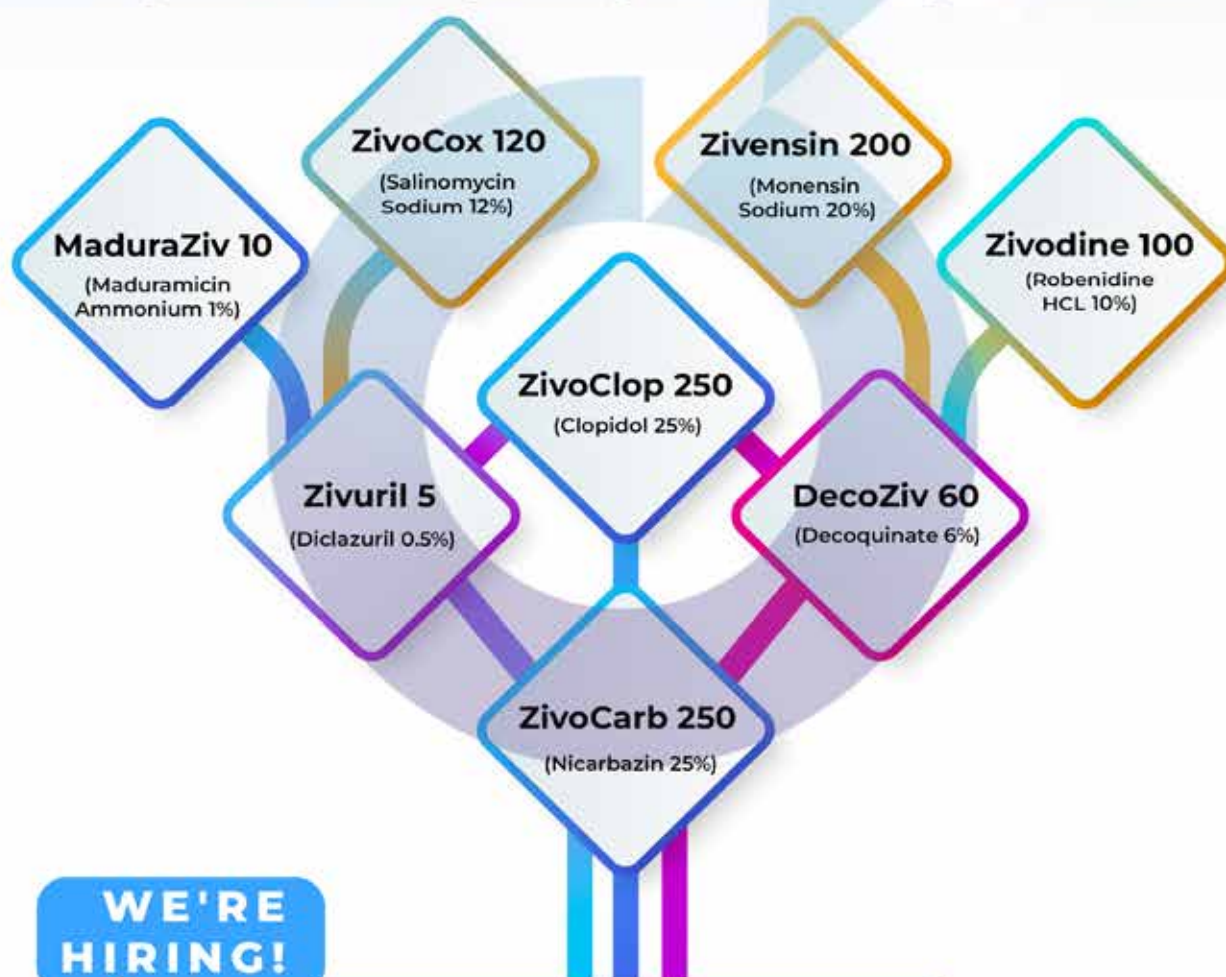 ZivoCox 120
(Salinomycin
Sodium 12%)
Zivensin 200
(Monensin
Sodium 20%)
MaduraZiv 10
(Maduramicin
Ammonium 1%)
Zivodine 100
(Robenidine
HCL 10%)
ZivoClop 250
(Clopidol 25%)
Zivuril 5
(Diclazuril 0.5%)
DecoZiv 60
(Decoquinate 6%)
ZivoCarb 250
(Nicarbazin 25%)
WE'RE
HIRING!